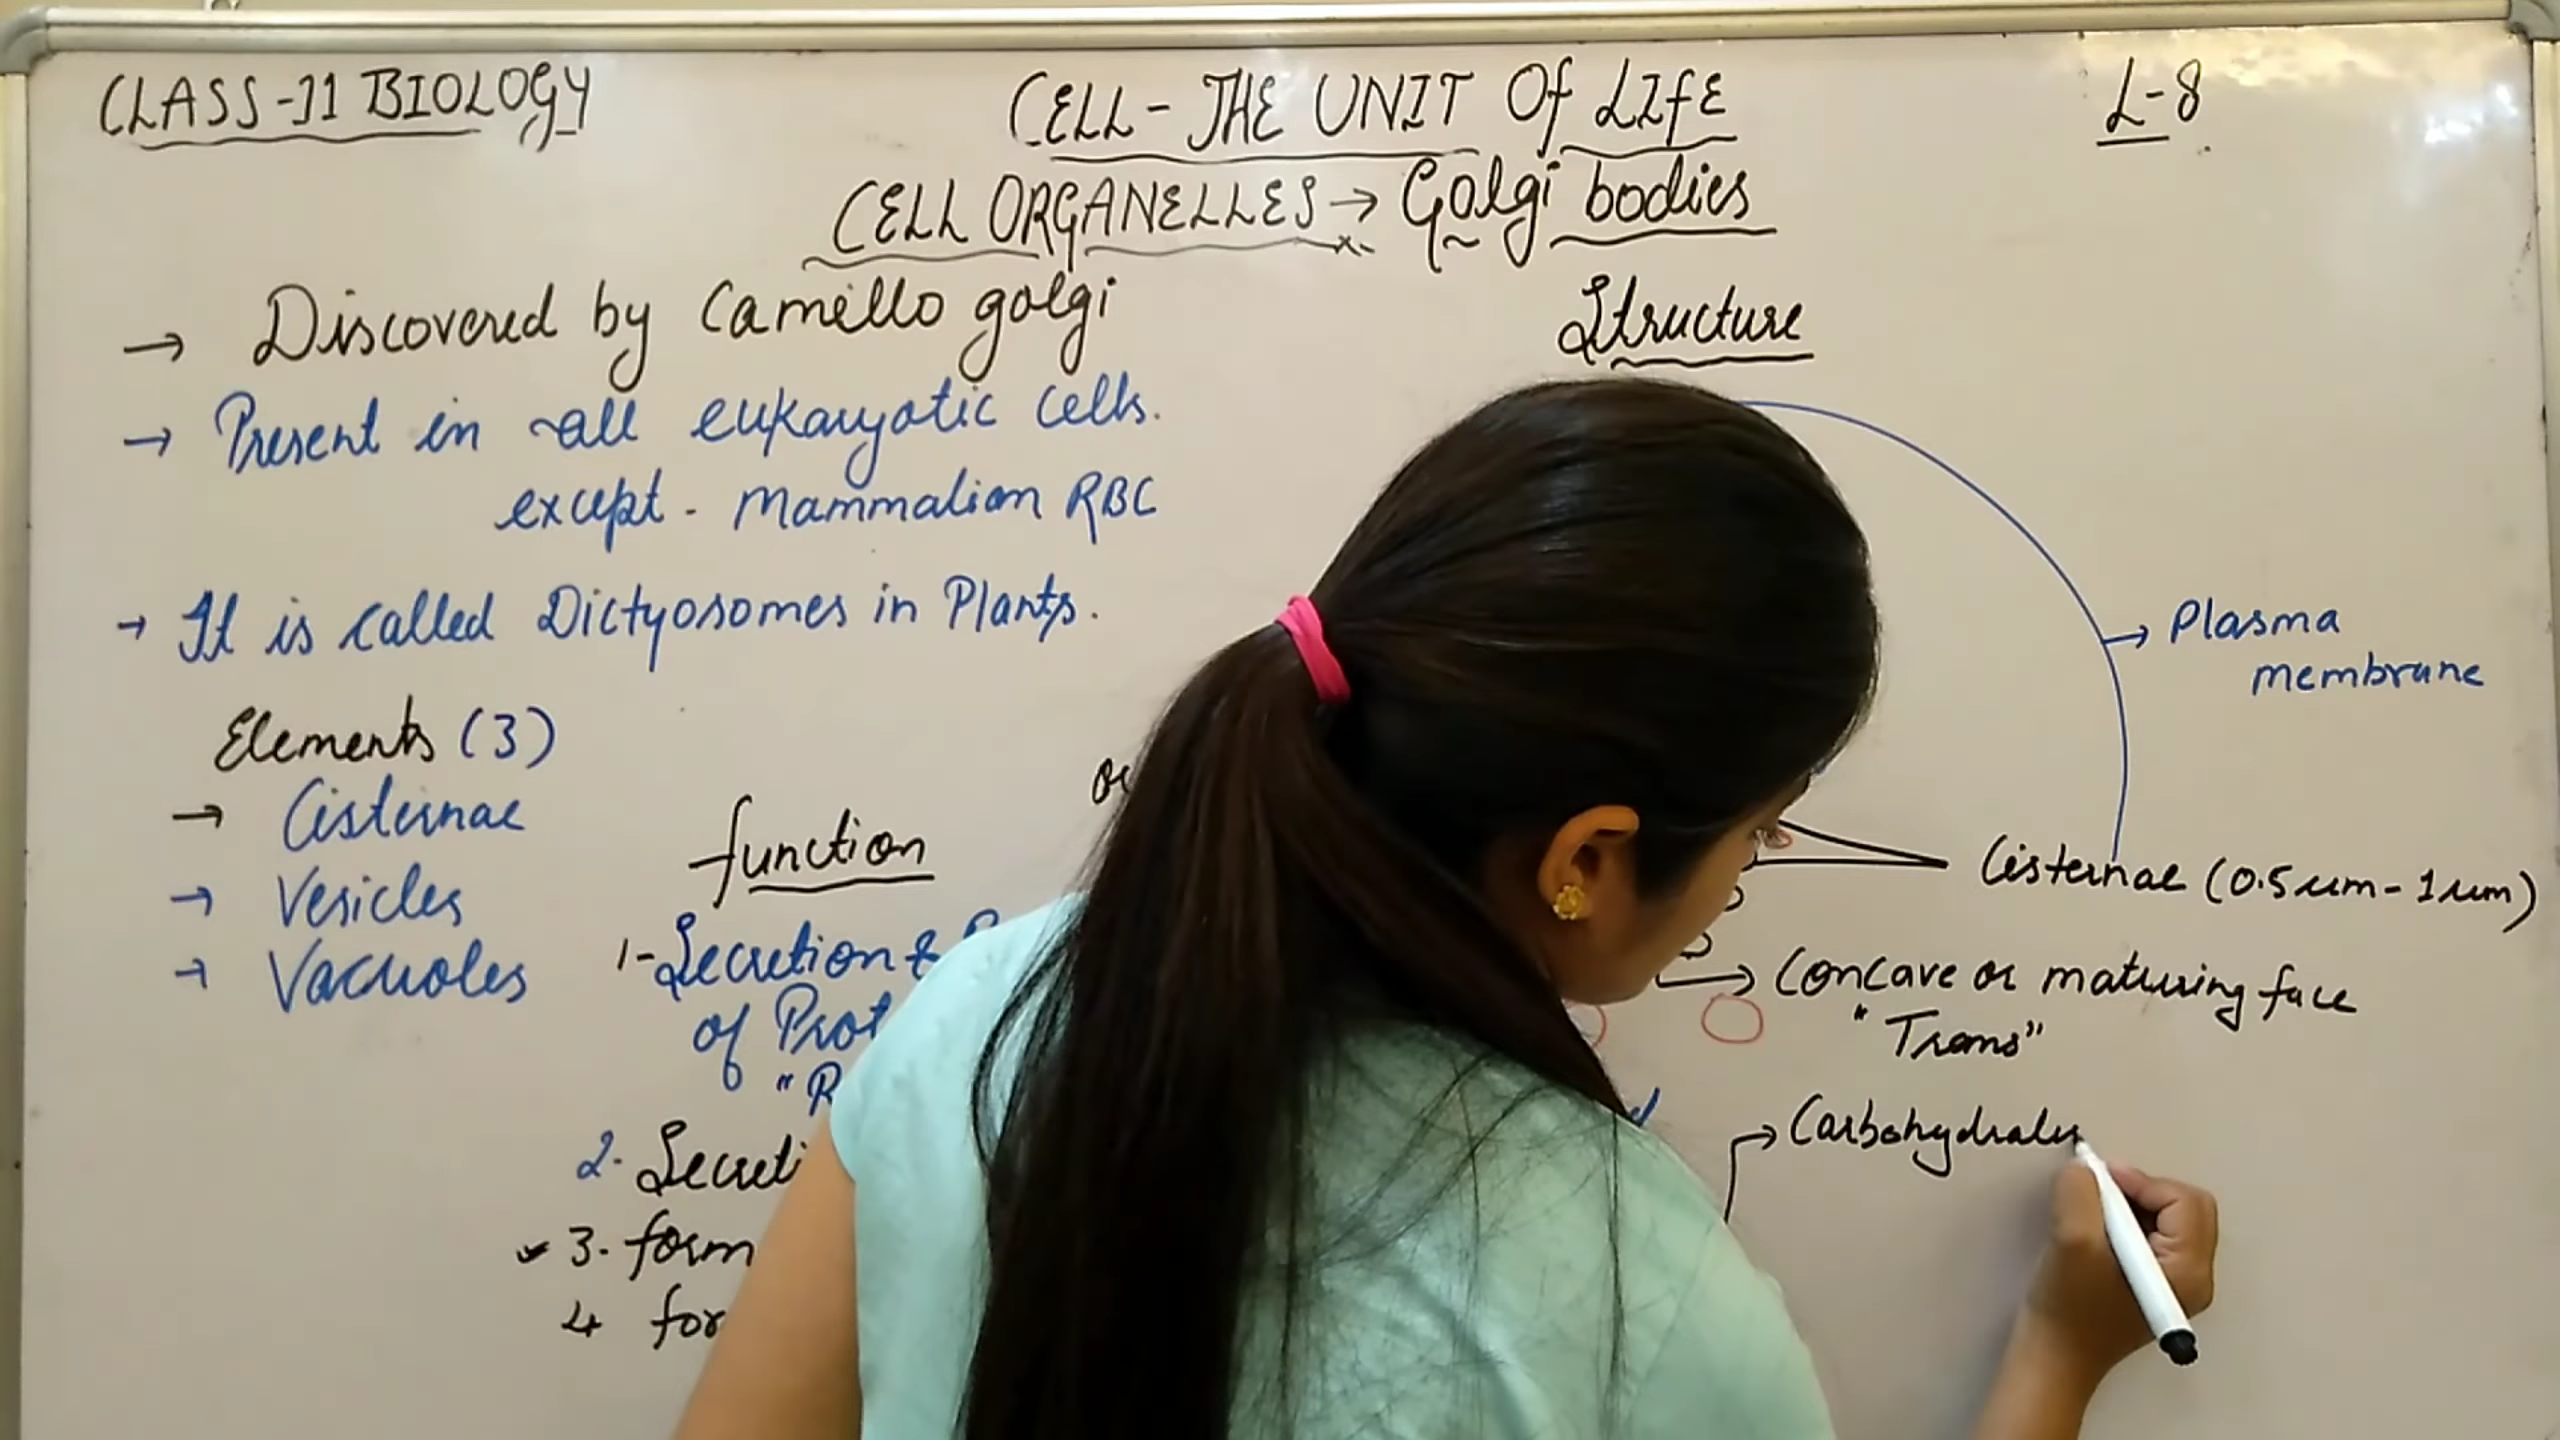 CLASS-11 BIOLOGY
CELL - THE UNIT Of LIfE
L-8
CELL ORGANELLES → Golgi bodies
→ Discovered by Camello golgi
→ Present in all eukaryotic cells.
except - Mammalian RBC
→ It is called Dictyosomes in Plants.
Elements (3)
→ Cisternae
→ Vesicles
→ Vacuoles
function
1- Secretion &
of
2-
3- form
4
Structure
→ Plasma
membrane
or
Cisternae (0.5um - 1um)
→ Concave or maturing face
"Trans"
→ Carbohydrates